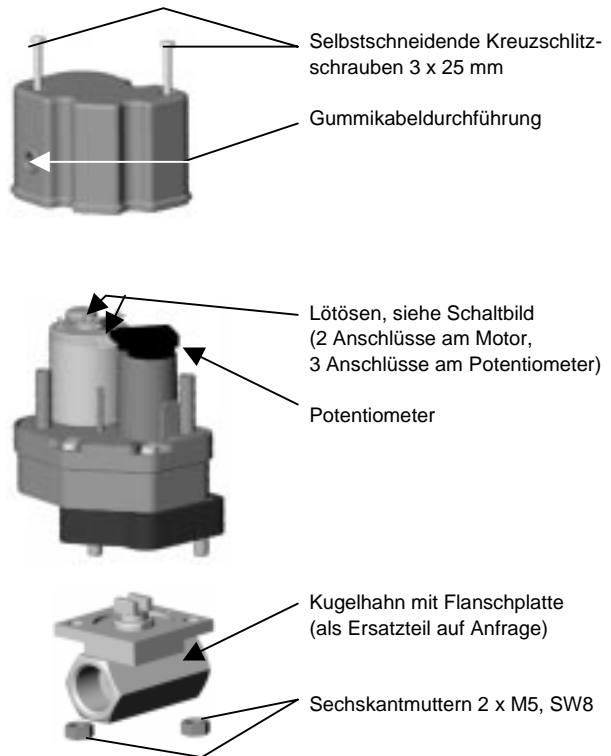 Selbstschneidende Kreuzschlitz-
schrauben 3 x 25 mm
Gummikabeldurchführung
Lötösen, siehe Schaltbild
(2 Anschlüsse am Motor,
3 Anschlüsse am Potentiometer)
Potentiometer
Kugelhahn mit Flanschplatte
(als Ersatzteil auf Anfrage)
Sechskantmuttern 2 x M5, SW8